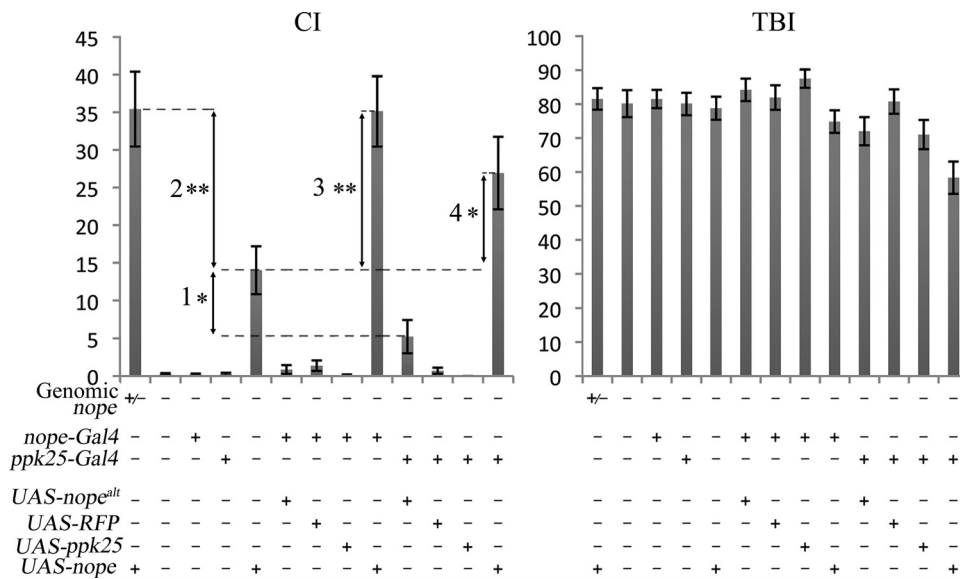 CI
45
40
35
30
25
20
15
10
5
0
2 **
1 *
3 **
4 *
TBI
100
90
80
70
60
50
40
30
20
10
0
Genomic
nope +/- – – – – – – – – – – – – +/- – – – – – – – – – – – –
nope-Gal4 – – + – – + + + + – – – – – – + – – + + + + – – – –
ppk25-Gal4 – – – + – – – – – + + + + – – – + – – – – – + + + +
UAS-nope^alt – – – – – + – – – + – – – – – – – – + – – – + – – –
UAS-RFP – – – – – – + – – – + – – – – – – – – + – – – + – –
UAS-ppk25 – – – – – – – + – – – + – – – – – – – – + – – – + –
UAS-nope + – – – + – – – + – – – + + – – – + – – – + – – – +